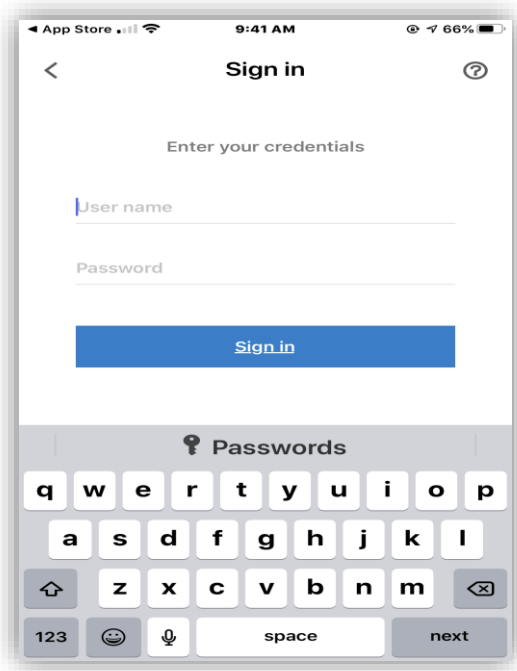 App Store 9:41 AM 66%
Sign in
Enter your credentials
User name
Password
Sign in
Passwords
q w e r t y u i o p
a s d f g h j k l
z x c v b n m
123 space next